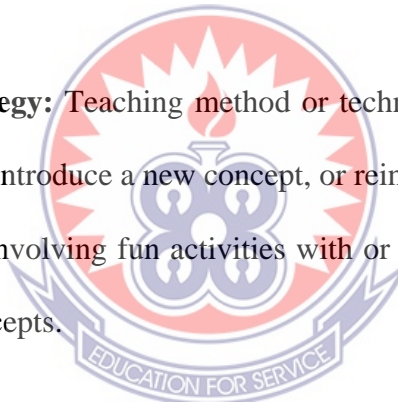 egy: Teaching method or techn
ntroduce a new concept, or rein
nvolving fun activities with or
cepts.
EDUCATION FOR SERVICE